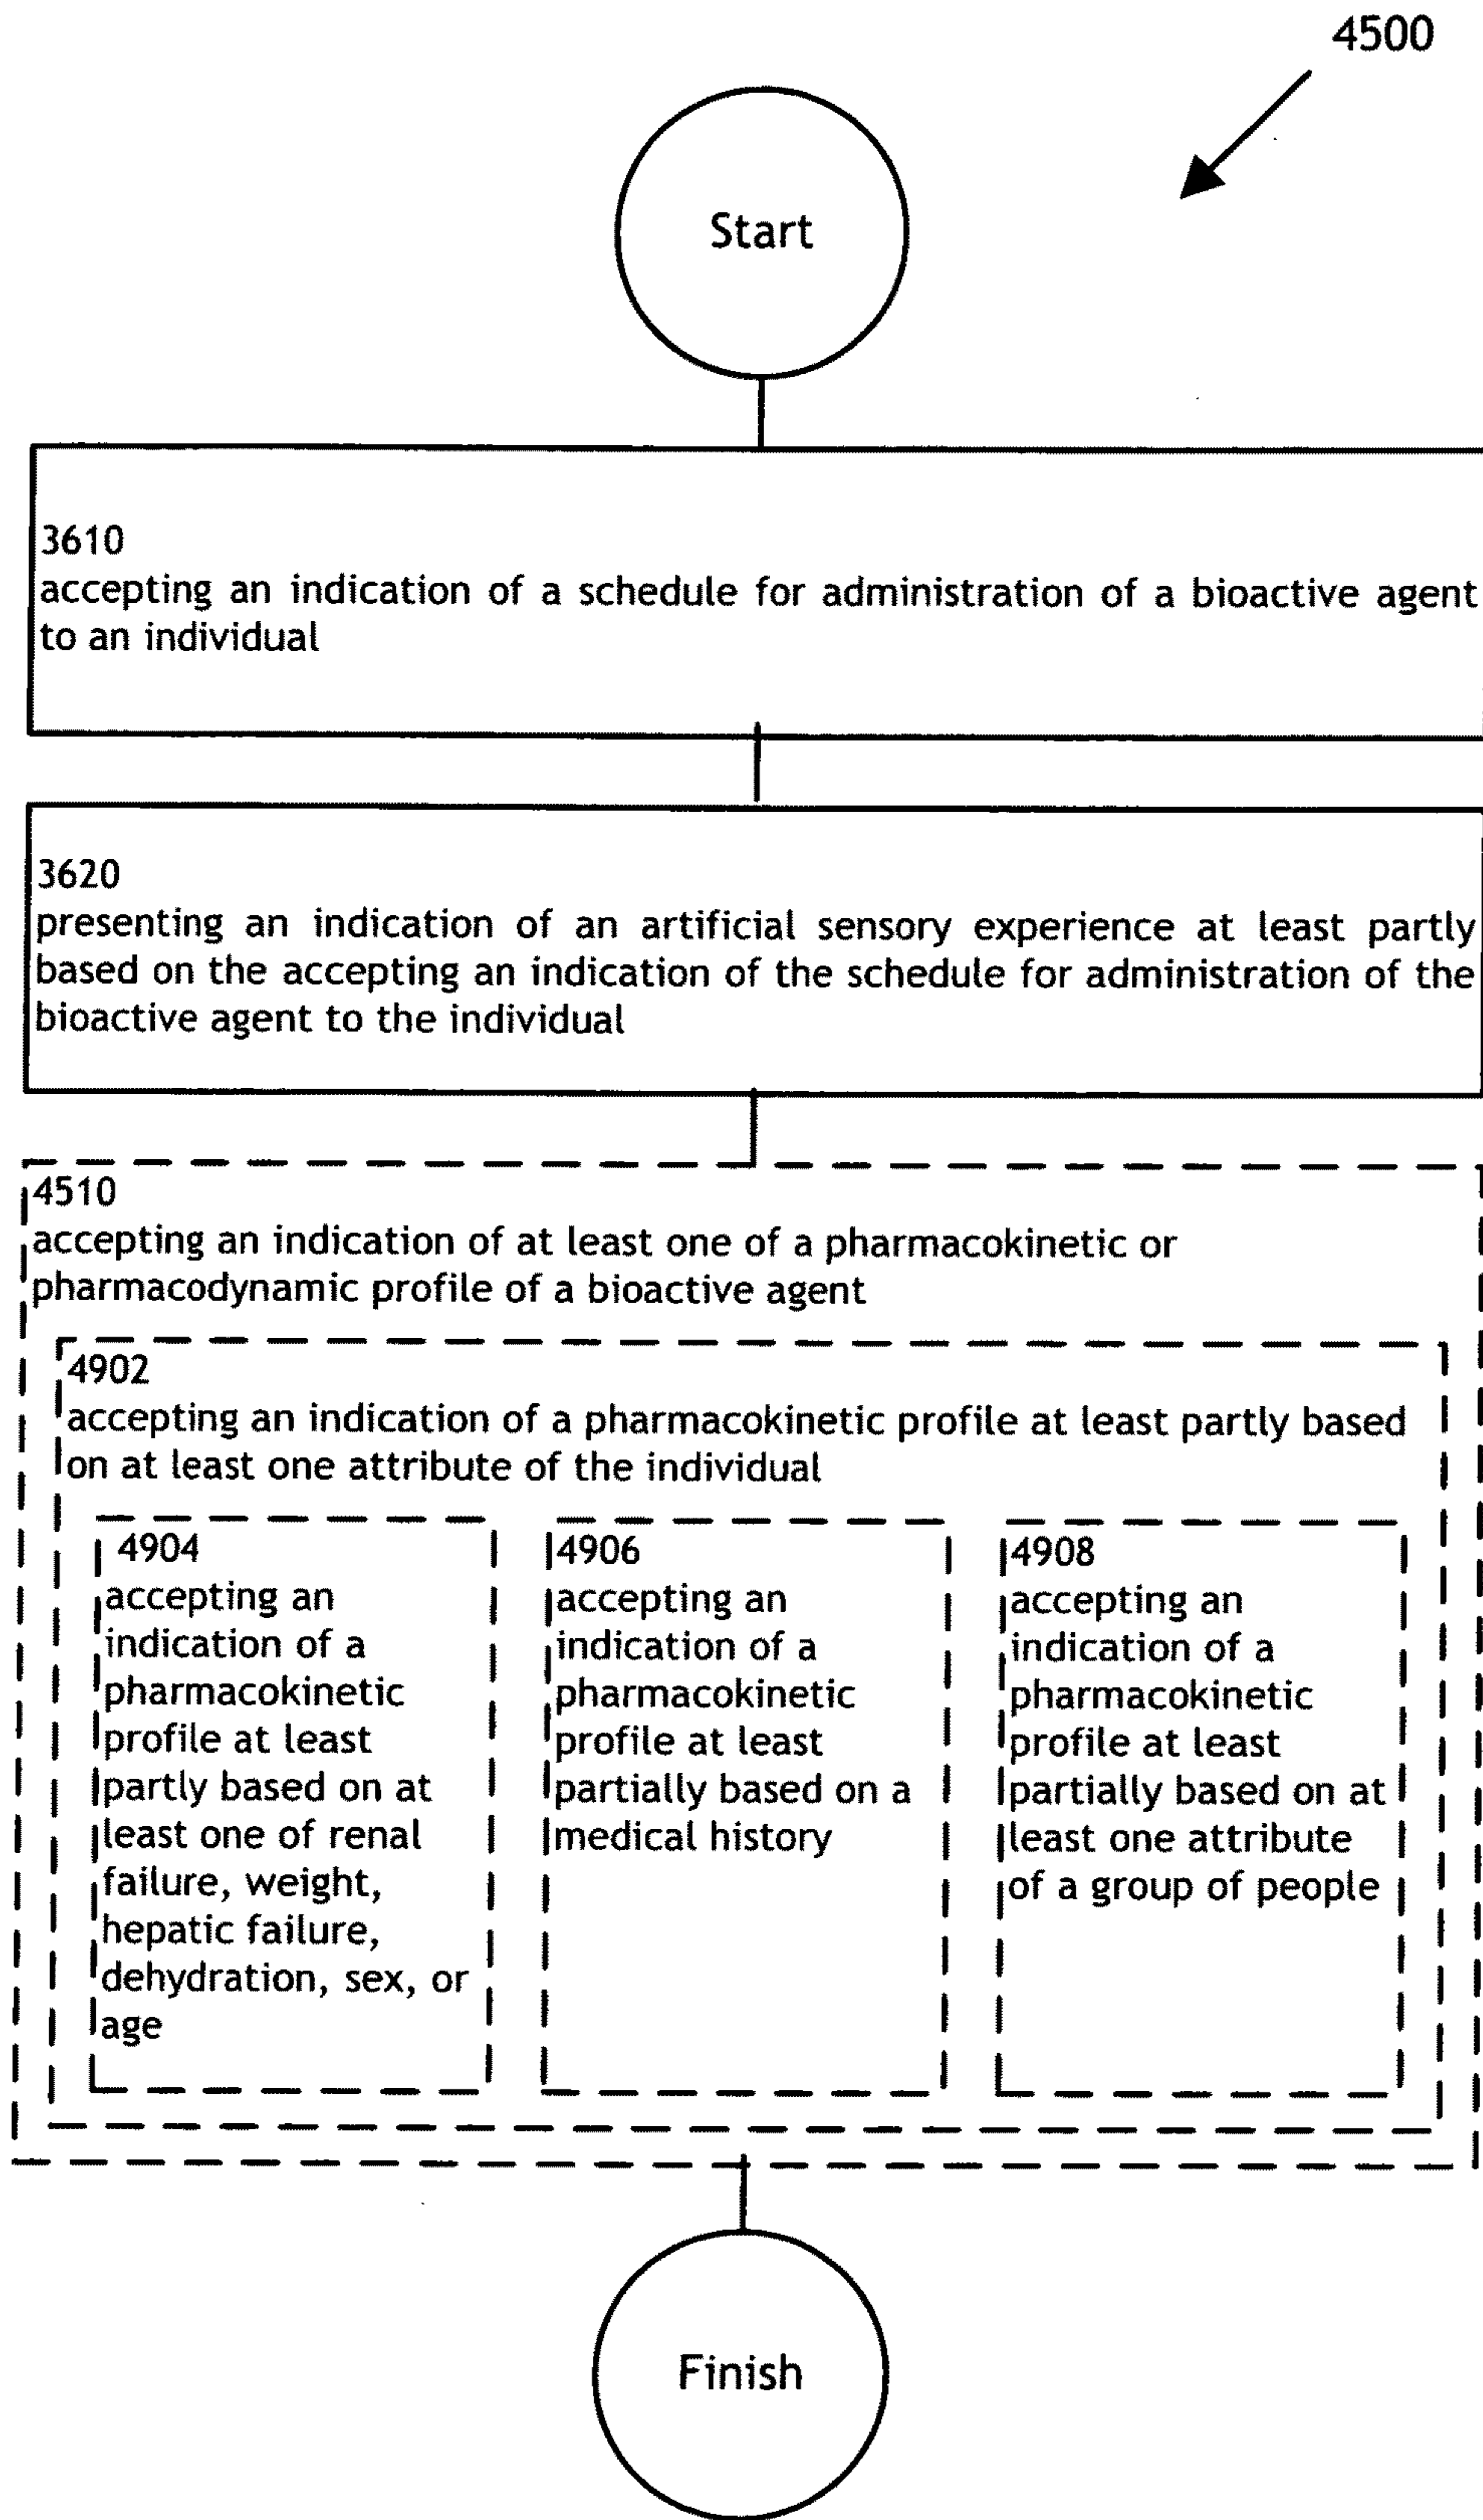 4500
Start
3610
accepting an indication of a schedule for administration of a bioactive agent
to an individual
3620
presenting an indication of an artificial sensory experience at least partly
based on the accepting an indication of the schedule for administration of the
bioactive agent to the individual
4510
accepting an indication of at least one of a pharmacokinetic or
pharmacodynamic profile of a bioactive agent
4902
accepting an indication of a pharmacokinetic profile at least partly based
on at least one attribute of the individual
4904
accepting an
indication of a
pharmacokinetic
profile at least
partly based on at
least one of renal
failure, weight,
hepatic failure,
dehydration, sex, or
age
4906
accepting an
indication of a
pharmacokinetic
profile at least
partially based on a
medical history
4908
accepting an
indication of a
pharmacokinetic
profile at least
partially based on at
least one attribute
of a group of people
Finish